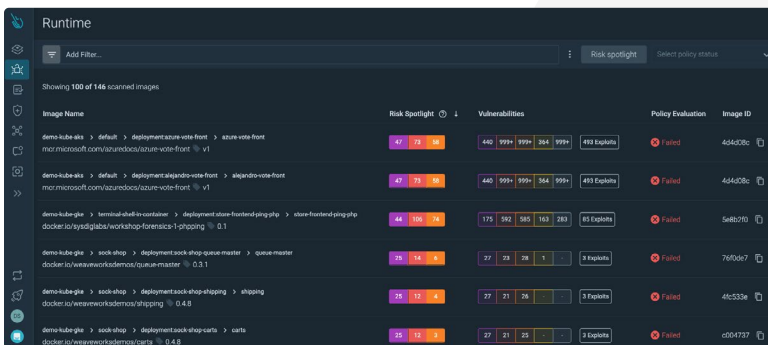 Runtime
Add Filter...
Risk spotlight
Select policy status
Showing 100 of 146 scanned images
Image Name Risk Spotlight Vulnerabilities Policy Evaluation Image ID
demo-kube-aks > default > deployment:azure-vote-front > azure-vote-front
mcr.microsoft.com/azuredocs/azure-vote-front v1
47 73 68 440 999+ 999+ 364 999+ 493 Exploits Failed 4d4d08c
demo-kube-aks > default > deployment:alejandro-vote-front > alejandro-vote-front
mcr.microsoft.com/azuredocs/azure-vote-front v1
47 73 68 440 999+ 999+ 364 999+ 493 Exploits Failed 4d4d08c
demo-kube-gke > terminal-shell-in-container > deployment:store-frontend-ping-php > store-frontend-ping-php
docker.io/sysdiglabs/workshop-forensics-1-phpping 0.1
44 106 74 175 592 585 163 283 85 Exploits Failed 5e8b2f0
demo-kube-gke > sock-shop > deployment:sock-shop-queue-master > queue-master
docker.io/weaveworksdemos/queue-master 0.3.1
25 14 6 27 23 28 1 - 3 Exploits Failed 76f0de7
demo-kube-gke > sock-shop > deployment:sock-shop-shipping > shipping
docker.io/weaveworksdemos/shipping 0.4.8
25 12 4 27 21 26 - - 3 Exploits Failed 4fc533e
demo-kube-gke > sock-shop > deployment:sock-shop-carts > carts
docker.io/weaveworksdemos/carts 0.4.8
25 12 3 27 21 25 - - 3 Exploits Failed c004737